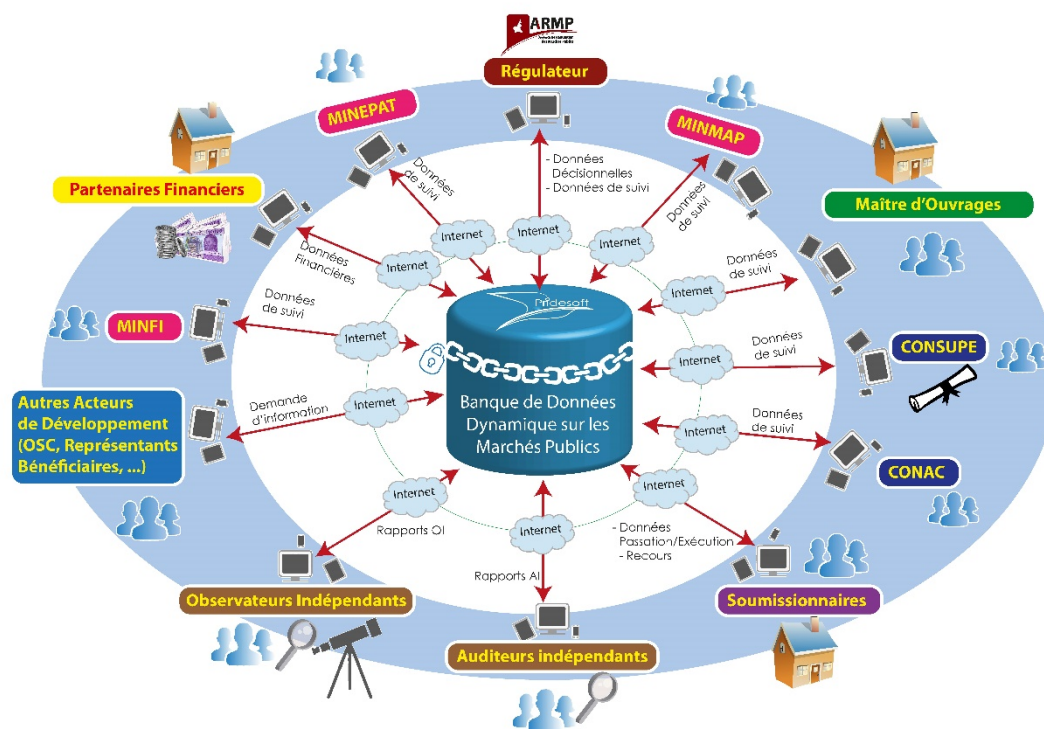 ARMP
Régulateur
MINEPAT
MINMAP
Partenaires Financiers
Maître d'Ouvrages
MINFI
CONSUPE
Autres Acteurs
de Développement
(OSC, Représentants
Bénéficiaires, ...)
CONAC
Observateurs Indépendants
Soumissionnaires
Auditeurs indépendants
- Données
Décisionnelles
- Données de suivi
Données
de suivi
Données
de suivi
Données
Financières
Données
de suivi
Données
de suivi
Données
de suivi
Demande
d'information
Données
de suivi
Rapports OI
Rapports AI
- Données
Passation/Exécution
- Recours
Internet
Internet
Internet
Internet
Internet
Internet
Internet
Internet
Internet
Internet
Internet
Internet
Pridesoft
Banque de Données
Dynamique sur les
Marchés Publics